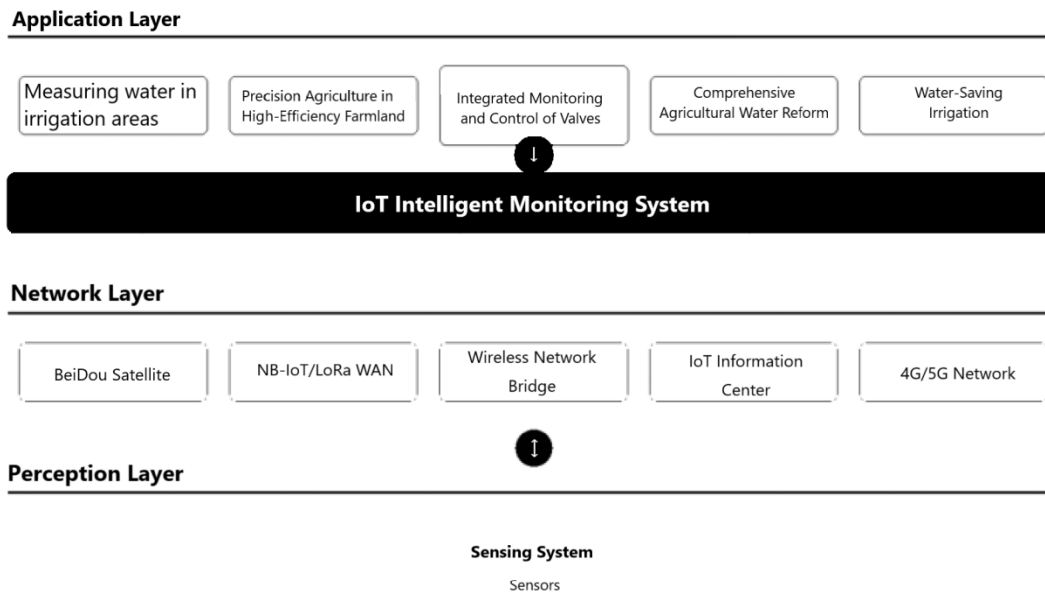 Application Layer
Measuring water in
irrigation areas
Precision Agriculture in
High-Efficiency Farmland
Integrated Monitoring
and Control of Valves
Comprehensive
Agricultural Water Reform
Water-Saving
Irrigation
↓
IoT Intelligent Monitoring System
Network Layer
BeiDou Satellite
NB-IoT/LoRa WAN
Wireless Network
Bridge
IoT Information
Center
4G/5G Network
↕
Perception Layer
Sensing System
Sensors